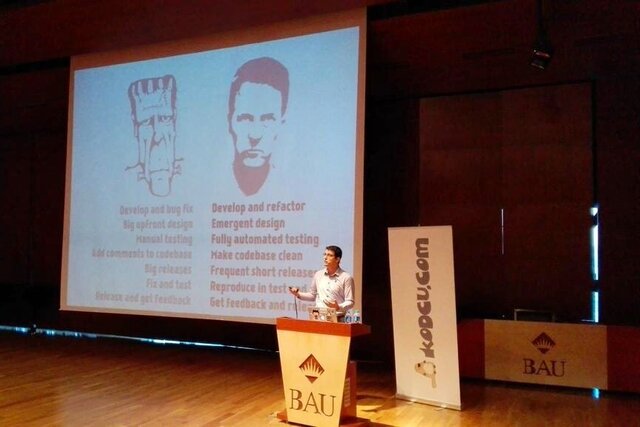 Develop and bug fix
Big upfront design
Manual testing
Add comments to codebase
Big releases
Fix and test
Release and get feedback
Develop and refactor
Emergent design
Fully automated testing
Make codebase clean
Frequent short release
Reproduce in test
Get feedback and
kodcu.com
BAU
BAU